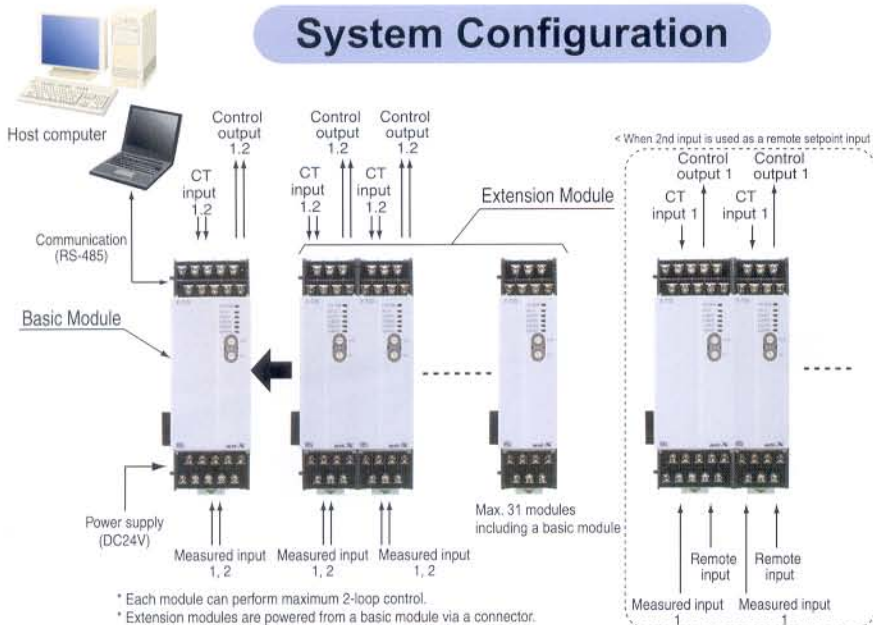 System Configuration
Host computer
Control
output
1.2
CT
input
1.2
Communication
(RS-485)
Basic Module
Power supply
(DC24V)
Measured input
1, 2
Control
output
1.2
Control
output
1.2
CT
input
1.2
CT
input
1.2
Extension Module
Measured input
1, 2
Measured input
1, 2
Max. 31 modules
including a basic module
< When 2nd input is used as a remote setpoint input
Control
output 1
Control
output 1
CT
input 1
CT
input 1
Remote
input
Remote
input
Measured input
1
Measured input
1
* Each module can perform maximum 2-loop control.
* Extension modules are powered from a basic module via a connector.